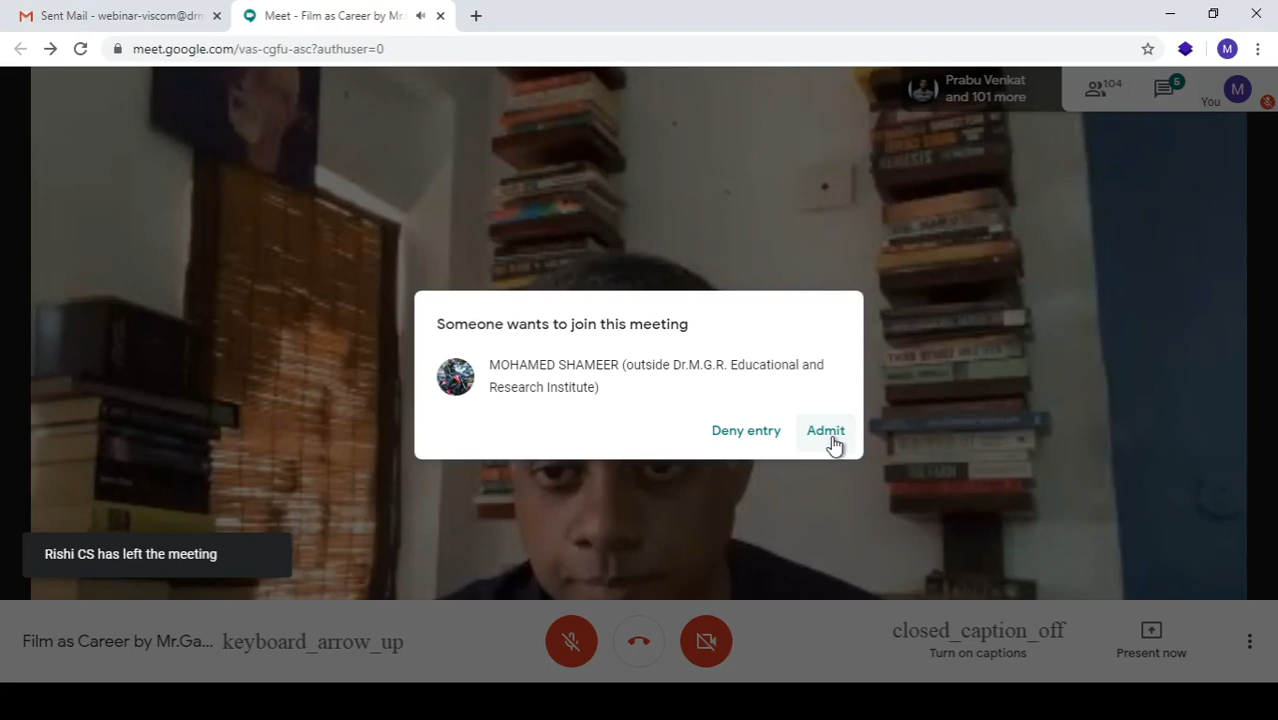 Sent Mail - webinar-viscom@drm
Meet - Film as Career by Mr.
meet.google.com/vas-cgfu-asc?authuser=0
M
Prabu Venkat
and 101 more
104
5
You
M
Someone wants to join this meeting
MOHAMED SHAMEER (outside Dr.M.G.R. Educational and
Research Institute)
Deny entry
Admit
Rishi CS has left the meeting
Film as Career by Mr.Ga...
keyboard_arrow_up
closed_caption_off
Turn on captions
Present now